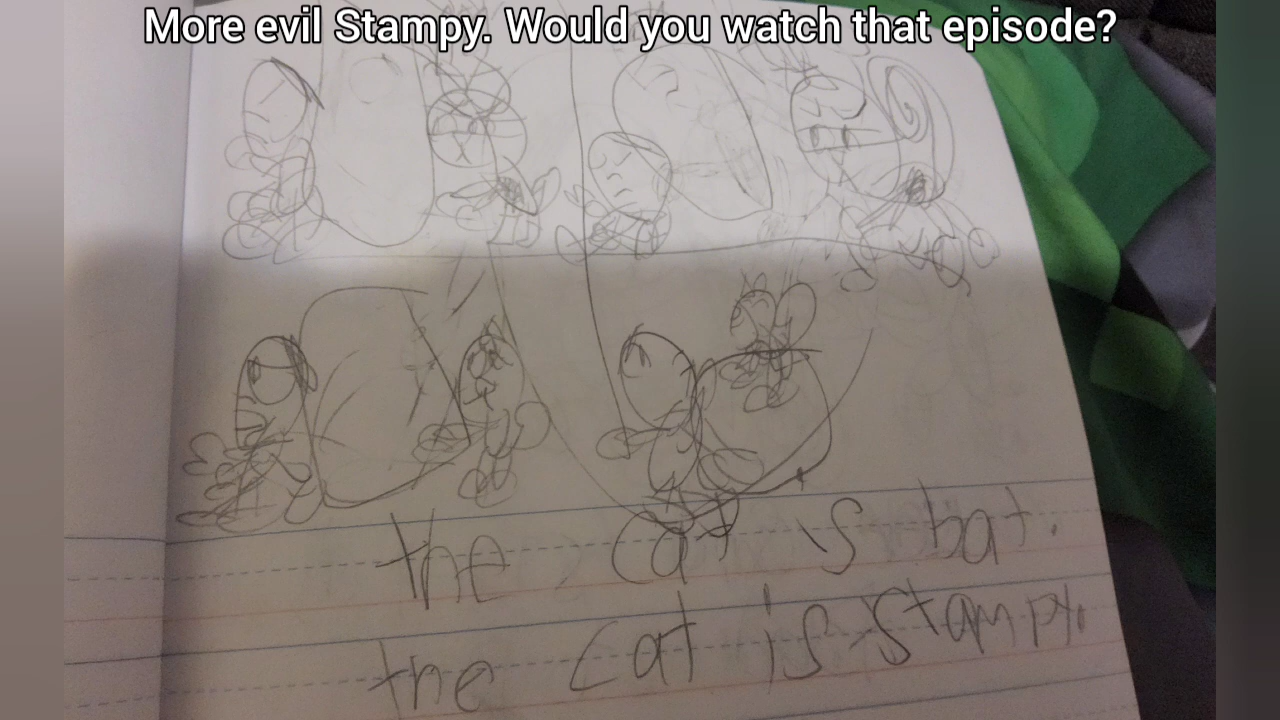 More evil Stampy. Would you watch that episode?
the cat is bat.
the cat is stampy.